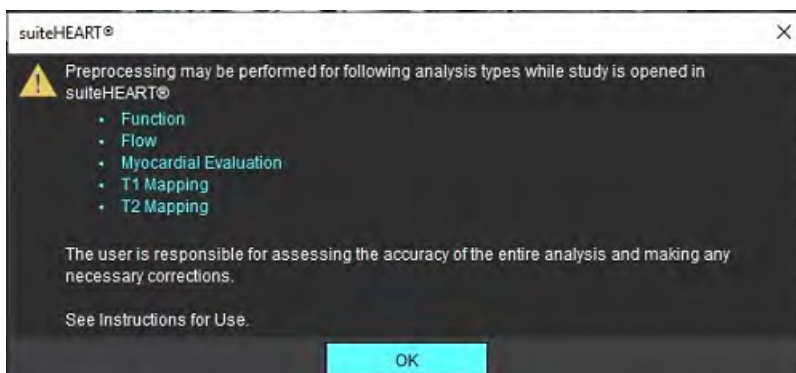 suiteHEART®
Preprocessing may be performed for following analysis types while study is opened in
suiteHEART®
• Function
• Flow
• Myocardial Evaluation
• T1 Mapping
• T2 Mapping
The user is responsible for assessing the accuracy of the entire analysis and making any
necessary corrections.
See Instructions for Use.
OK